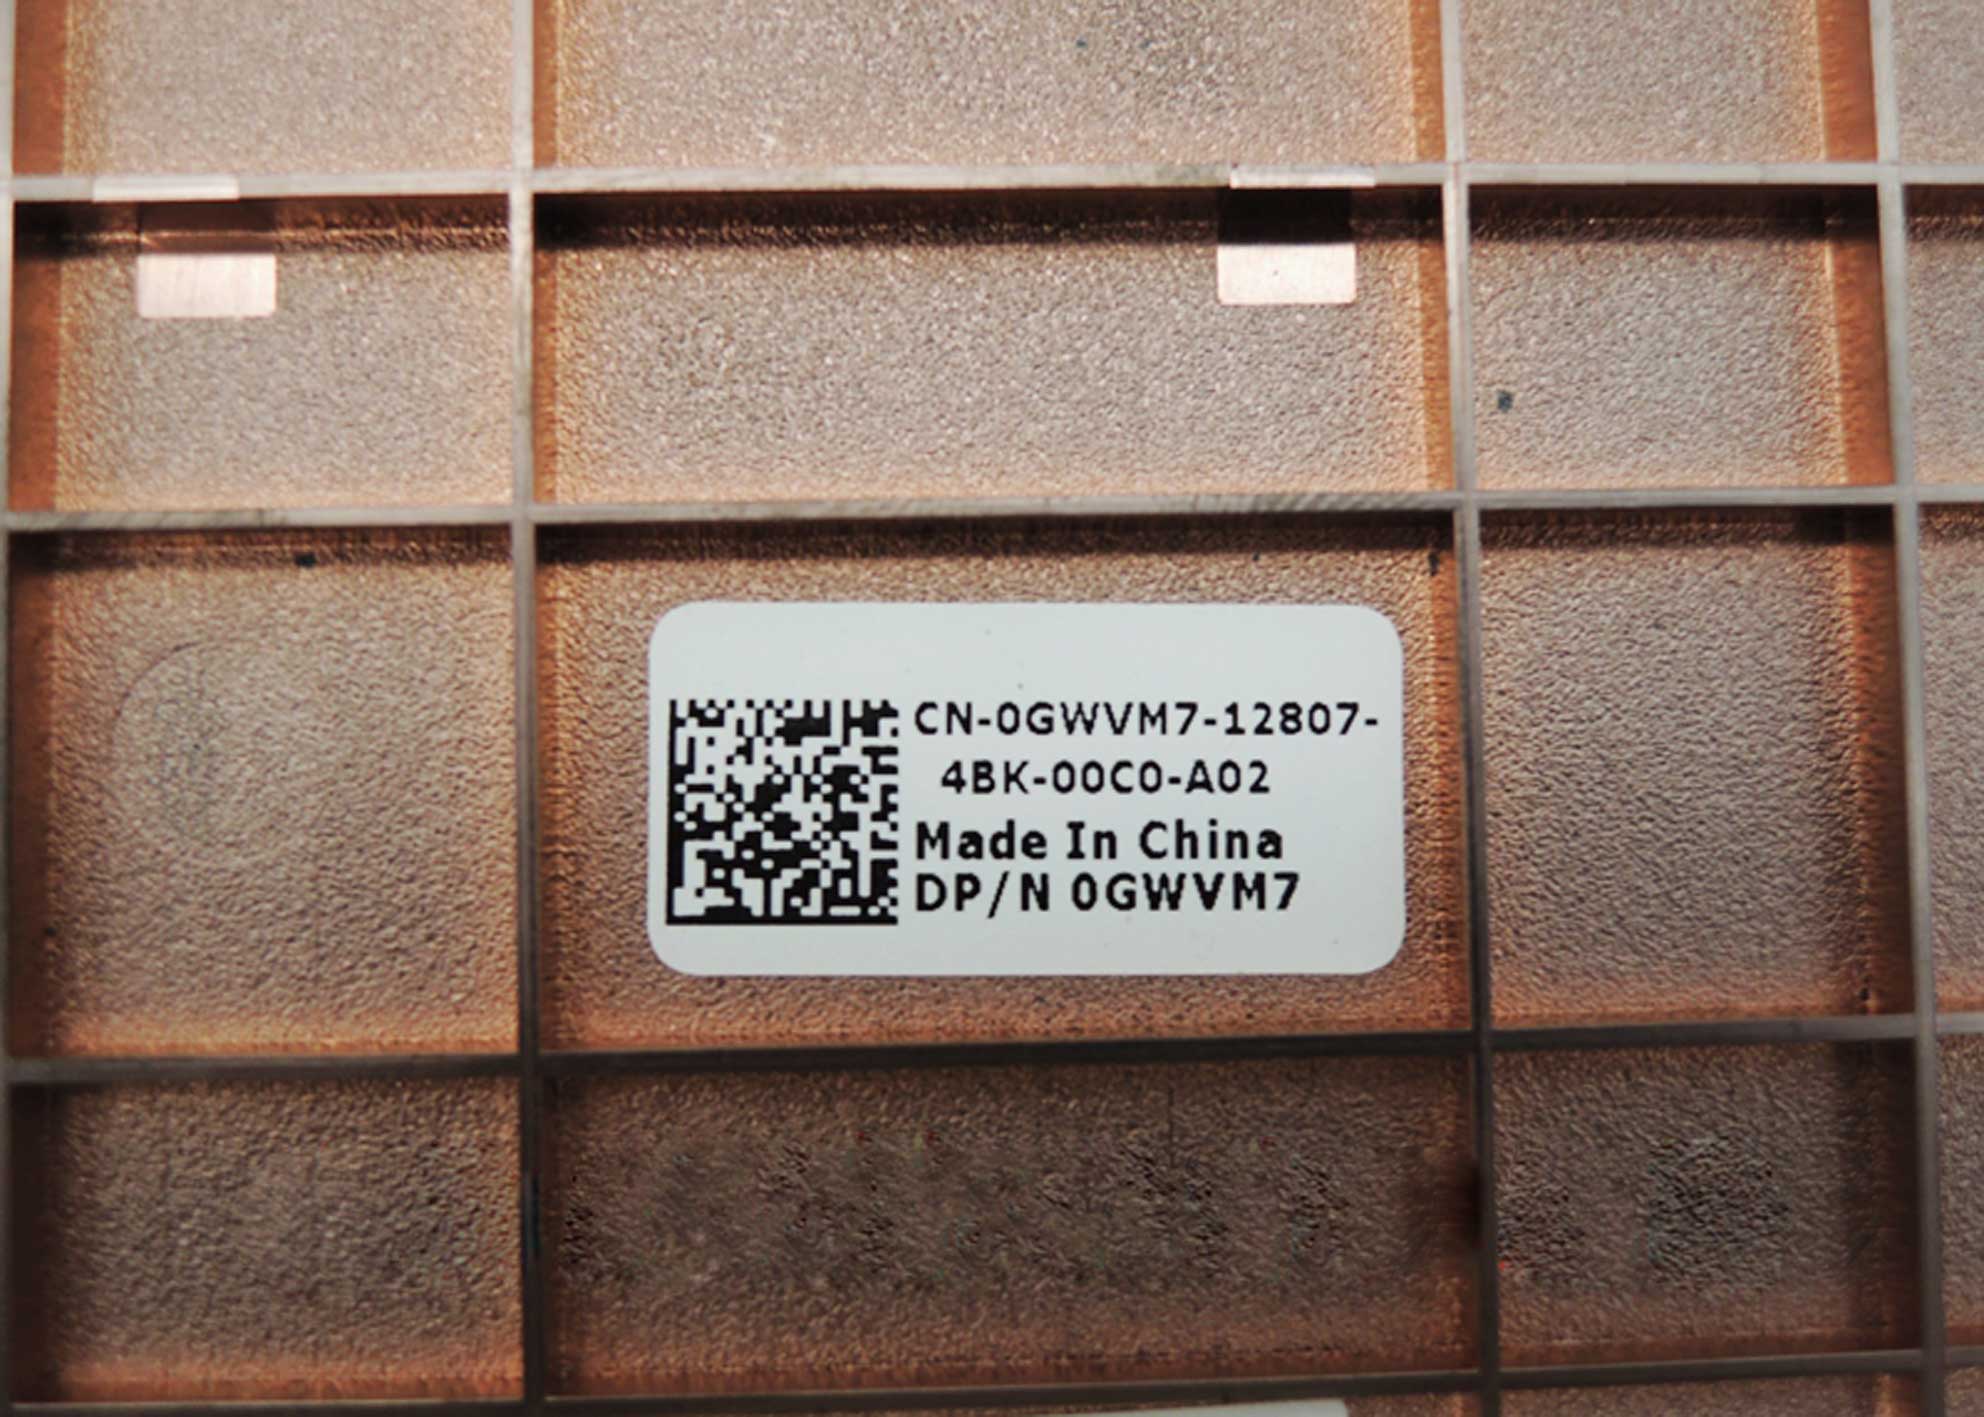 CN-0GWVM7-12807-
4BK-00C0-A02
Made In China
DP/N 0GWVM7